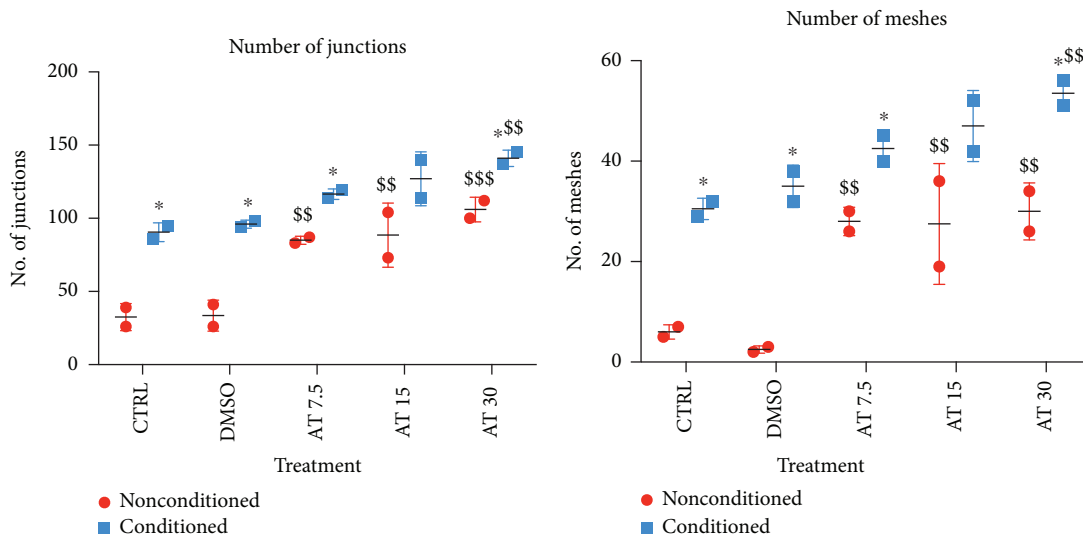 Number of junctions
200
150
100
50
0
No. of junctions
*
*
$$
*
$$
$$$
*$$
CTRL
DMSO
AT 7.5
AT 15
AT 30
Treatment
Nonconditioned
Conditioned
Number of meshes
60
40
20
0
No. of meshes
*
*
$$
*
$$
$$
*$$
CTRL
DMSO
AT 7.5
AT 15
AT 30
Treatment
Nonconditioned
Conditioned